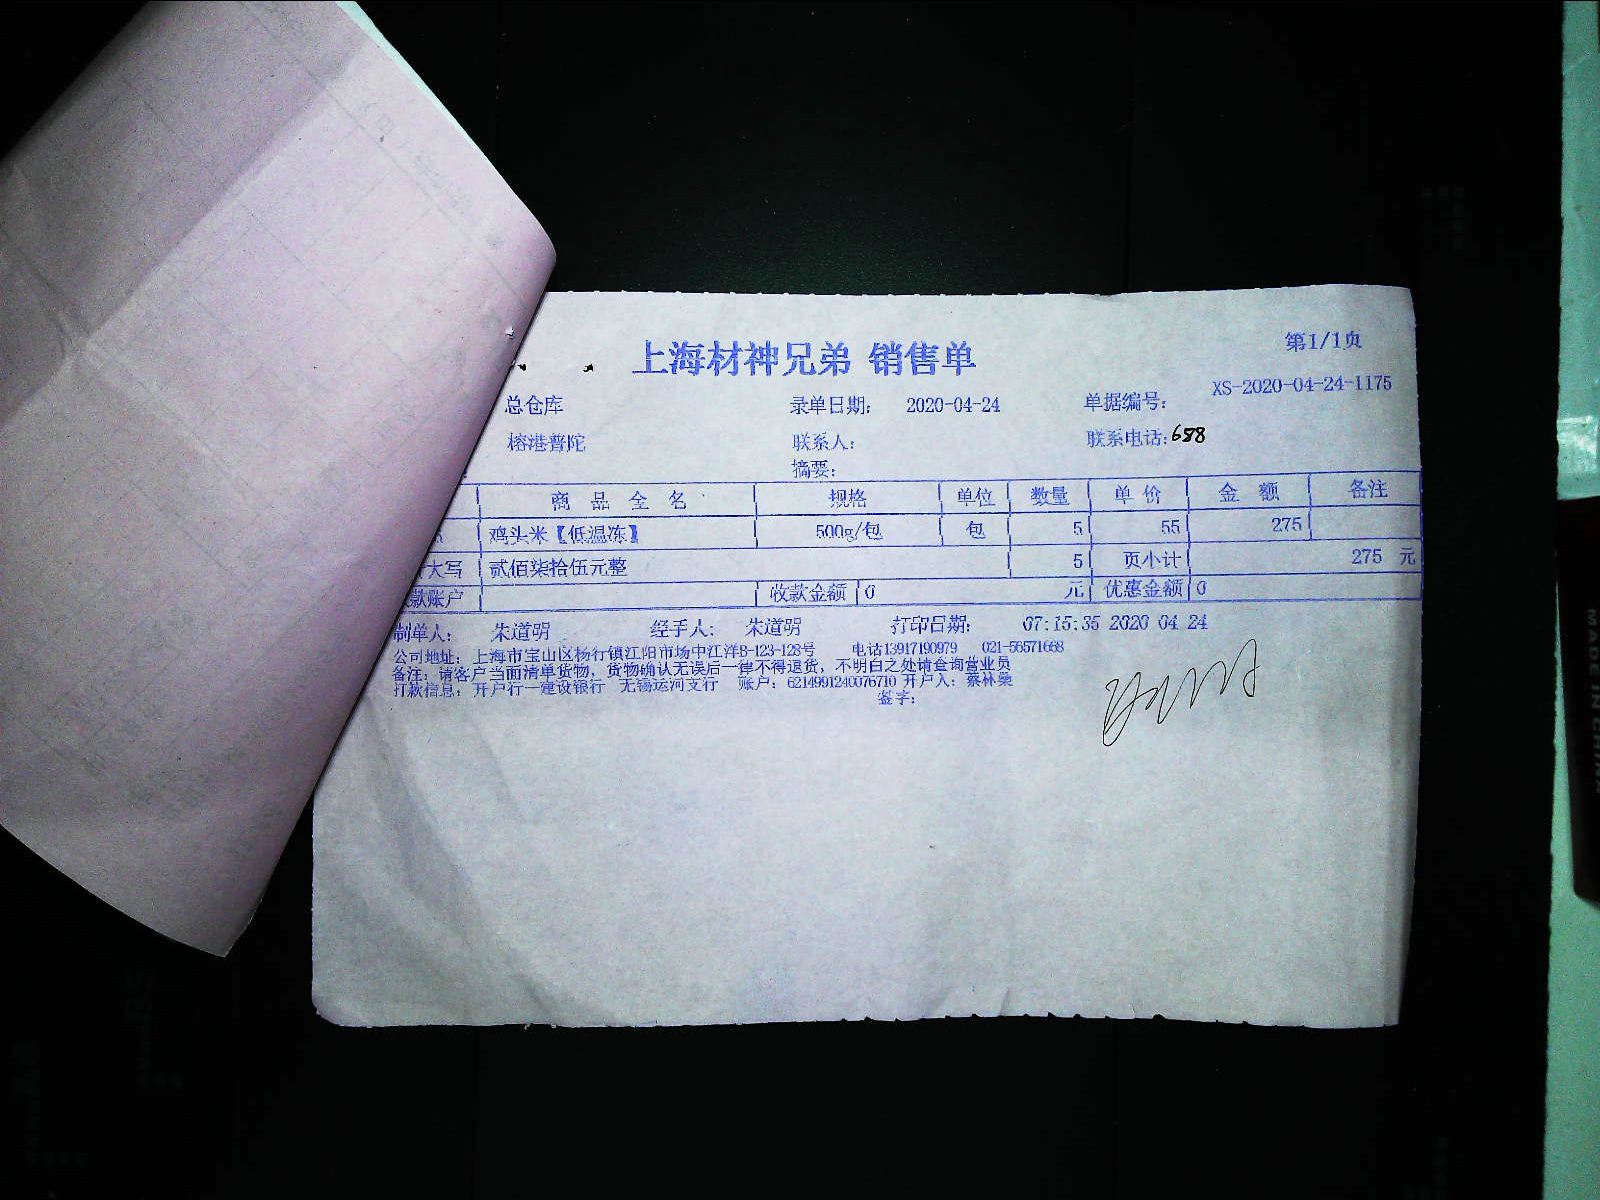 第1/1页
上海材神兄弟 销售单
总仓库 录单日期: 2020-04-24 单据编号: XS-2020-04-24-1175
榕港普陀 联系人: 联系电话: 688
摘要:
商 品 全 名 规格 单位 数量 单 价 金 额 备注
鸡头米【低温冻】 500g/包 包 5 55 275
大写 贰佰柒拾伍元整 5 页小计 275 元
款账户 收款金额 0 元 优惠金额 0
制单人: 朱道明 经手人: 朱道明 打印日期: 07:15:35 2020 04 24
公司地址: 上海市宝山区杨行镇江阳市场中江洋B-123-128号 电话13917190979 021-56571668
备注: 请客户当面清单货物, 货物确认无误后一律不得退货, 不明白之处请查询营业员
打款信息: 开户行一建设银行 无锡运河支行 账户: 6214991240076710 开户人: 蔡林燊
签字: